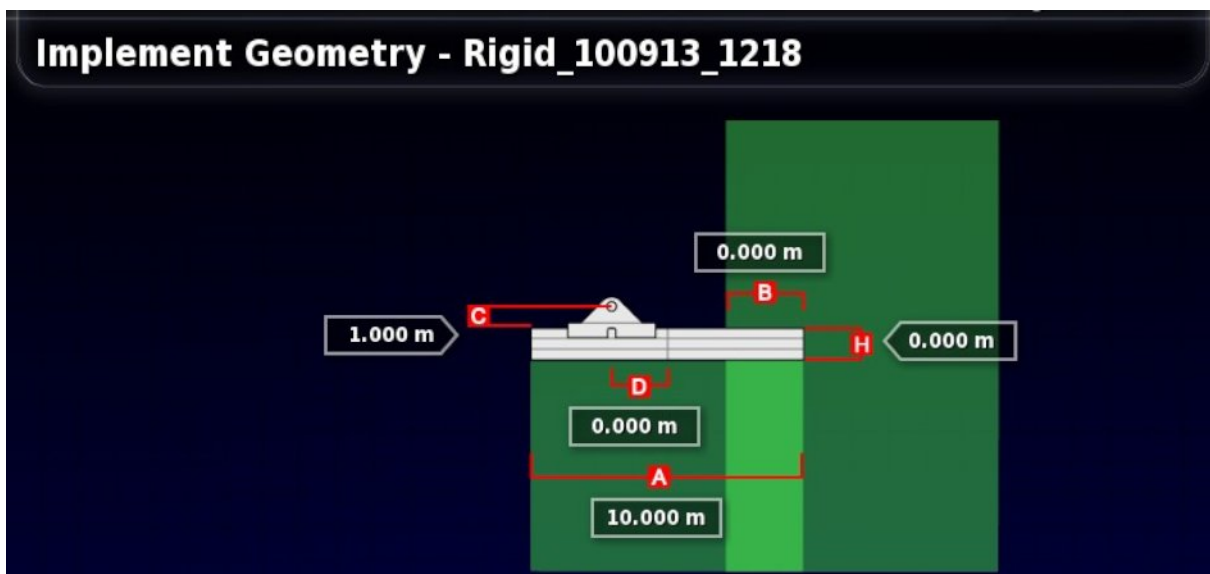 Implement Geometry - Rigid_100913_1218
0.000 m
B
C
1.000 m
H
0.000 m
D
0.000 m
A
10.000 m